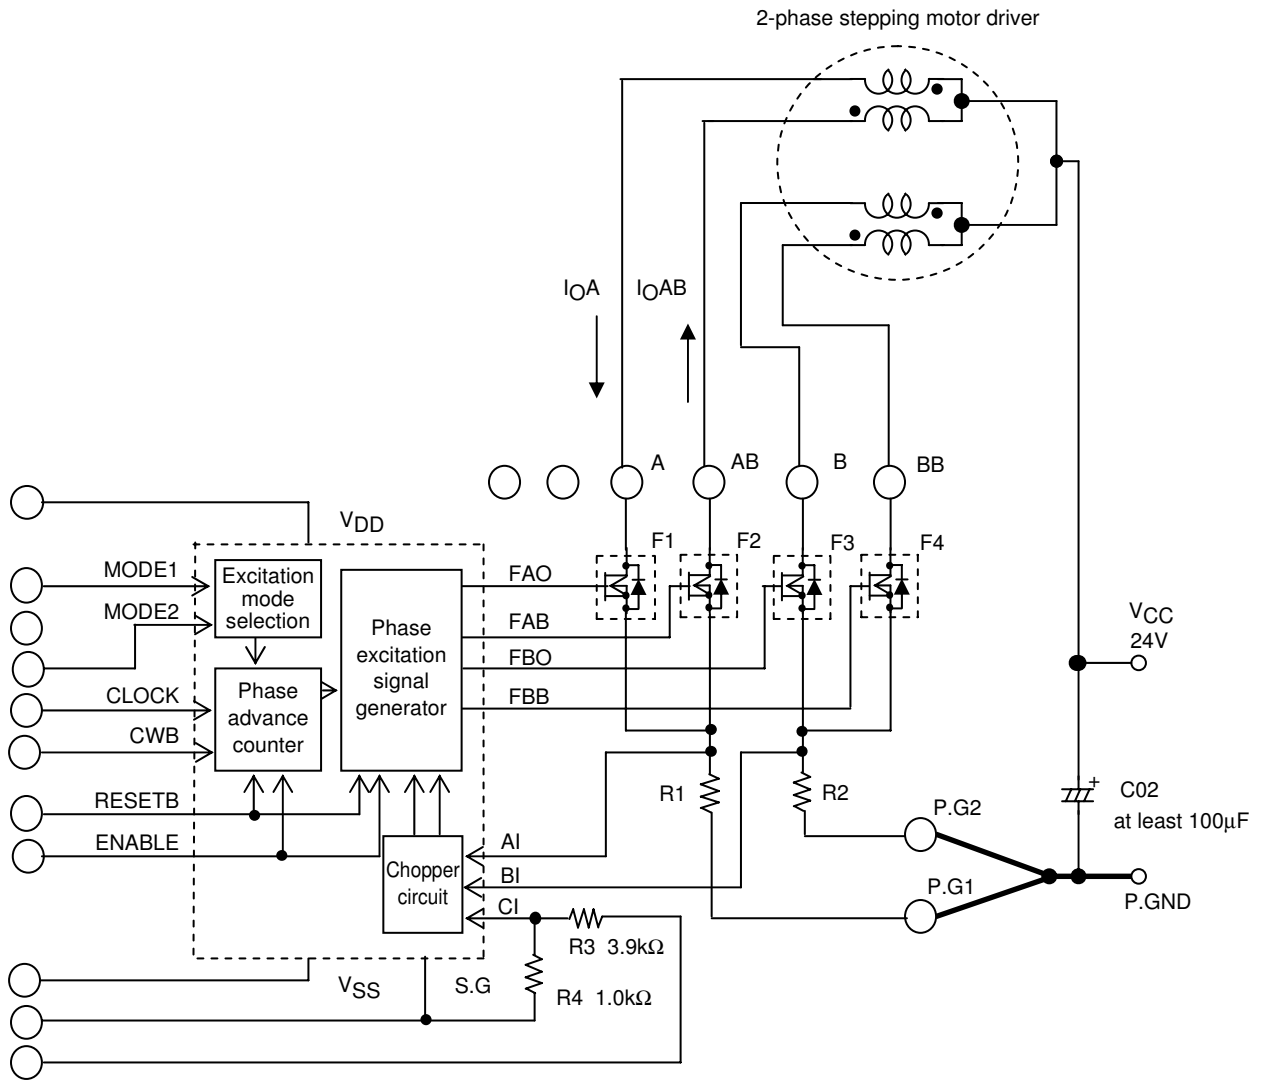 2-phase stepping motor driver
IOA
IOAB
A
AB
B
BB
VDD
F1
F2
F3
F4
MODE1
MODE2
Excitation
mode
selection
FAO
FAB
FBO
FBB
Phase
excitation
signal
generator
VCC
24V
CLOCK
CWB
Phase
advance
counter
RESETB
ENABLE
R1
R2
+
C02
at least 100μF
P.G2
P.G1
P.GND
Chopper
circuit
AI
BI
CI
R3 3.9kΩ
R4 1.0kΩ
VSS
S.G